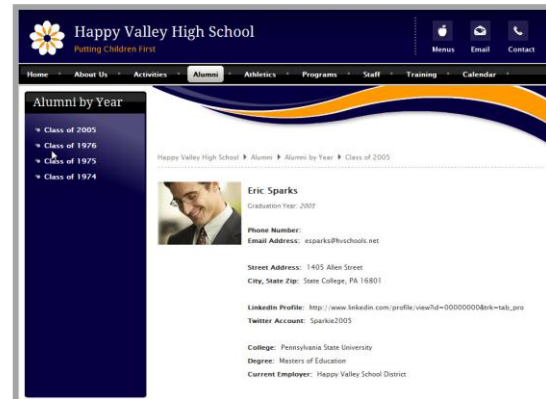 Happy Valley High School
Putting Children First
Menus Email Contact
Home About Us Activities Alumni Athletics Programs Staff Training Calendar
Alumni by Year
Class of 2005
Class of 1976
Class of 1975
Class of 1974
Happy Valley High School Alumni Alumni by Year Class of 2005
Eric Sparks
Graduation Year: 2005
Phone Number:
Email Address: esparks@hvschools.net
Street Address: 1405 Allen Street
City, State Zip: State College, PA 16801
LinkedIn Profile: http://www.linkedin.com/profile/view?id=00000000&trk=tab_pro
Twitter Account: Sparkie2005
College: Pennsylvania State University
Degree: Masters of Education
Current Employer: Happy Valley School District